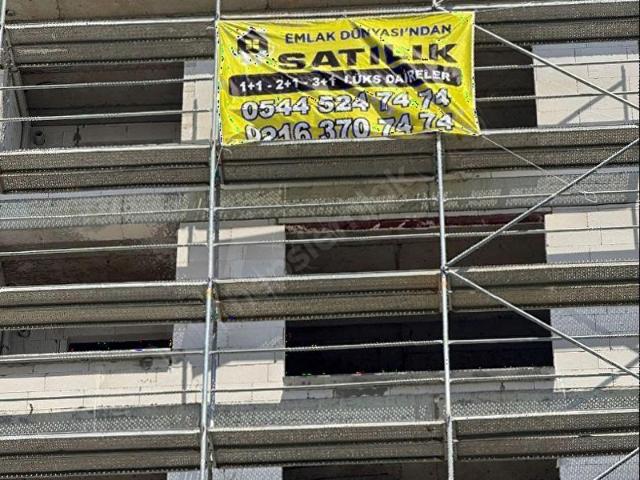 EMLAK DÜNYASI'NDAN
SATILIK
1+1 - 2+1 - 3+1 LÜKS DAİRELER
0544 524 74 74
0216 370 74 74